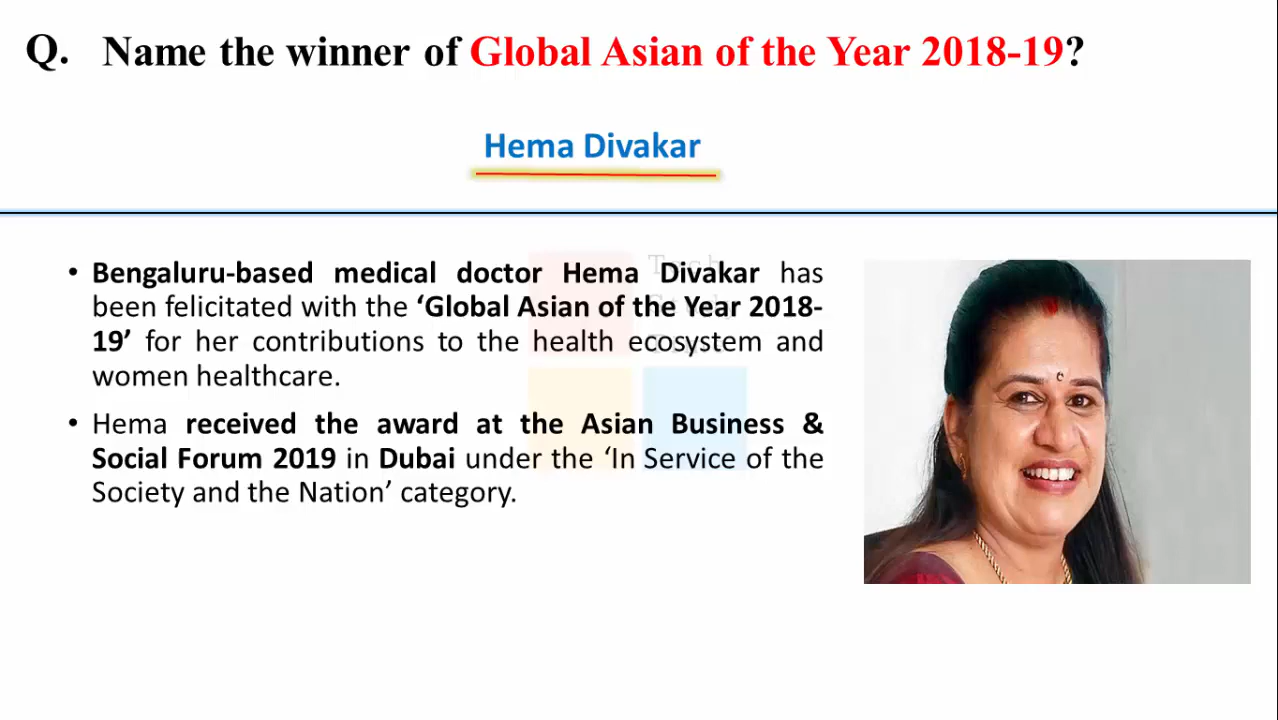 Q. Name the winner of Global Asian of the Year 2018-19?
Hema Divakar
• Bengaluru-based medical doctor Hema Divakar has
been felicitated with the ‘Global Asian of the Year 2018-
19’ for her contributions to the health ecosystem and
women healthcare.
• Hema received the award at the Asian Business &
Social Forum 2019 in Dubai under the ‘In Service of the
Society and the Nation’ category.
Tech